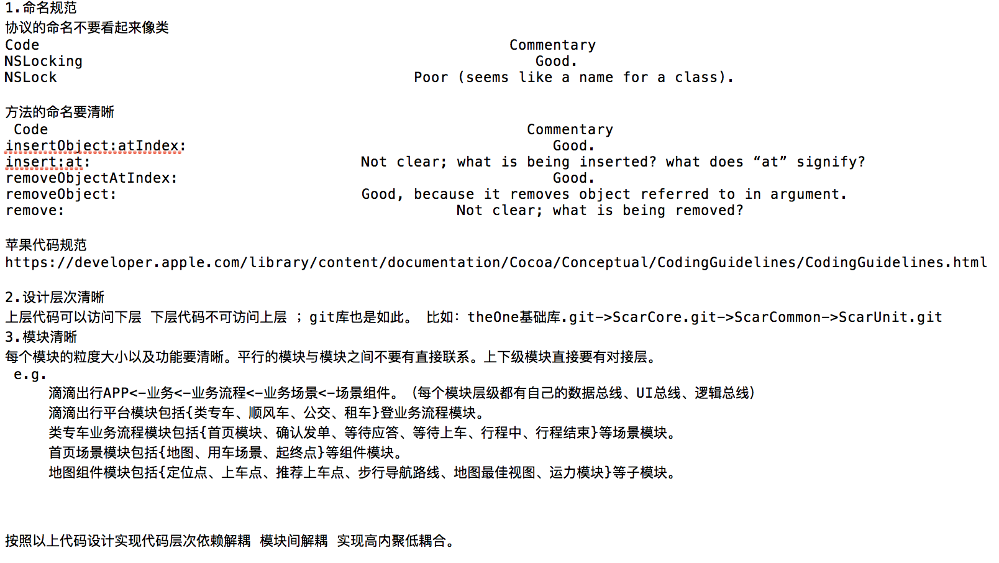 1.命名规范
协议的命名不要看起来像类
Code Commentary
NSLocking Good.
NSLock Poor (seems like a name for a class).
方法的命名要清晰
Code Commentary
insertObject:atIndex: Good.
insert:at: Not clear; what is being inserted? what does “at” signify?
removeObjectAtIndex: Good.
removeObject: Good, because it removes object referred to in argument.
remove: Not clear; what is being removed?
苹果代码规范
https://developer.apple.com/library/content/documentation/Cocoa/Conceptual/CodingGuidelines/CodingGuidelines.html
2.设计层次清晰
上层代码可以访问下层 下层代码不可访问上层 ；git库也是如此。 比如：theOne基础库.git->ScarCore.git->ScarCommon->ScarUnit.git
3.模块清晰
每个模块的粒度大小以及功能要清晰。平行的模块与模块之间不要有直接联系。上下级模块直接要有对接层。
e.g.
滴滴出行APP<-业务<-业务流程<-业务场景<-场景组件。（每个模块层级都有自己的数据总线、UI总线、逻辑总线）
滴滴出行平台模块包括{类专车、顺风车、公交、租车}登业务流程模块。
类专车业务流程模块包括{首页模块、确认发单、等待应答、等待上车、行程中、行程结束}等场景模块。
首页场景模块包括{地图、用车场景、起终点}等组件模块。
地图组件模块包括{定位点、上车点、推荐上车点、步行导航路线、地图最佳视图、运力模块}等子模块。
按照以上代码设计实现代码层次依赖解耦 模块间解耦 实现高内聚低耦合。